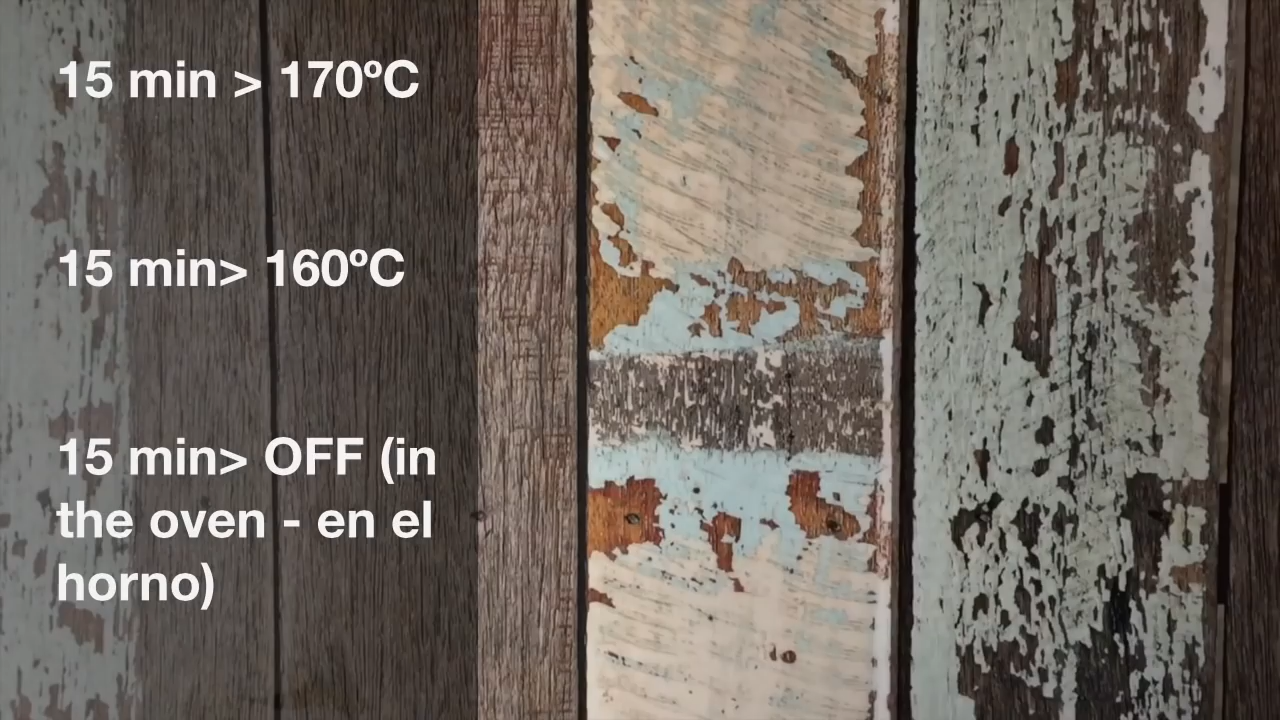 15 min > 170ºC
15 min> 160ºC
15 min> OFF (in
the oven - en el
horno)